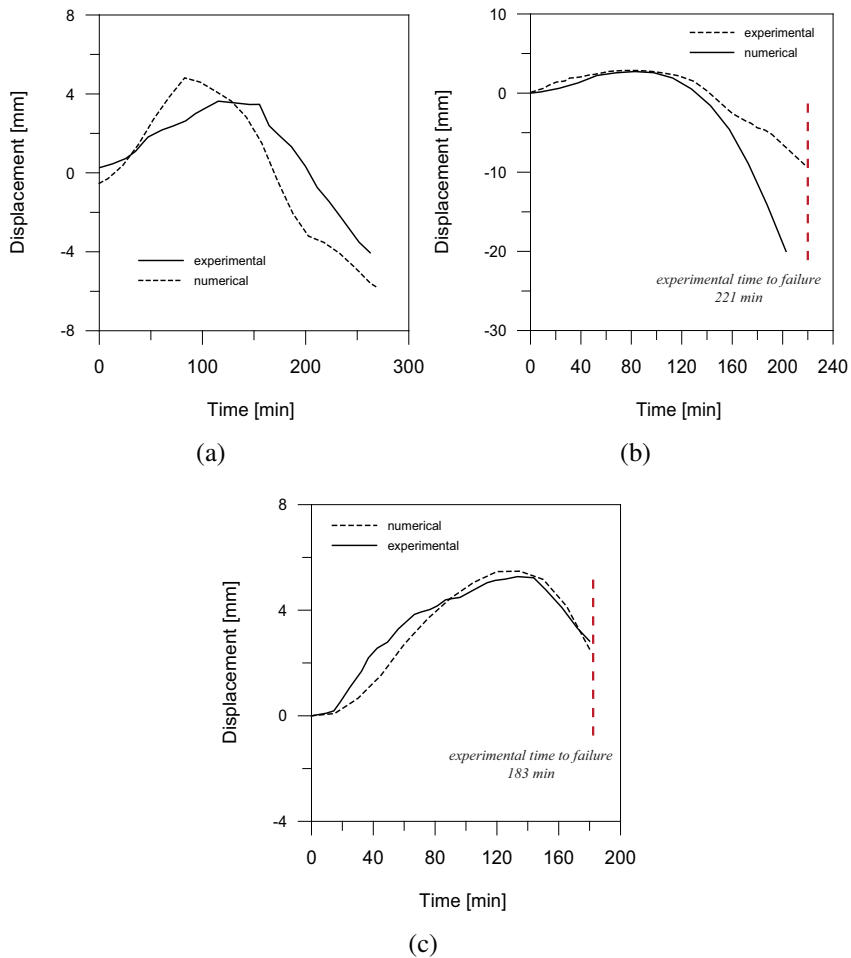 8
4
0
-4
-8
Displacement [mm]
experimental
numerical
0
100
200
300
Time [min]
(a)
10
0
-10
-20
-30
Displacement [mm]
experimental
numerical
experimental time to failure
221 min
0
40
80
120
160
200
240
Time [min]
(b)
8
4
0
-4
Displacement [mm]
numerical
experimental
experimental time to failure
183 min
0
40
80
120
160
200
Time [min]
(c)